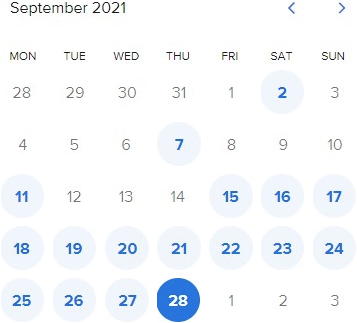 September 2021
MON TUE WED THU FRI SAT SUN
28 29 30 31 1 2 3
4 5 6 7 8 9 10
11 12 13 14 15 16 17
18 19 20 21 22 23 24
25 26 27 28 1 2 3